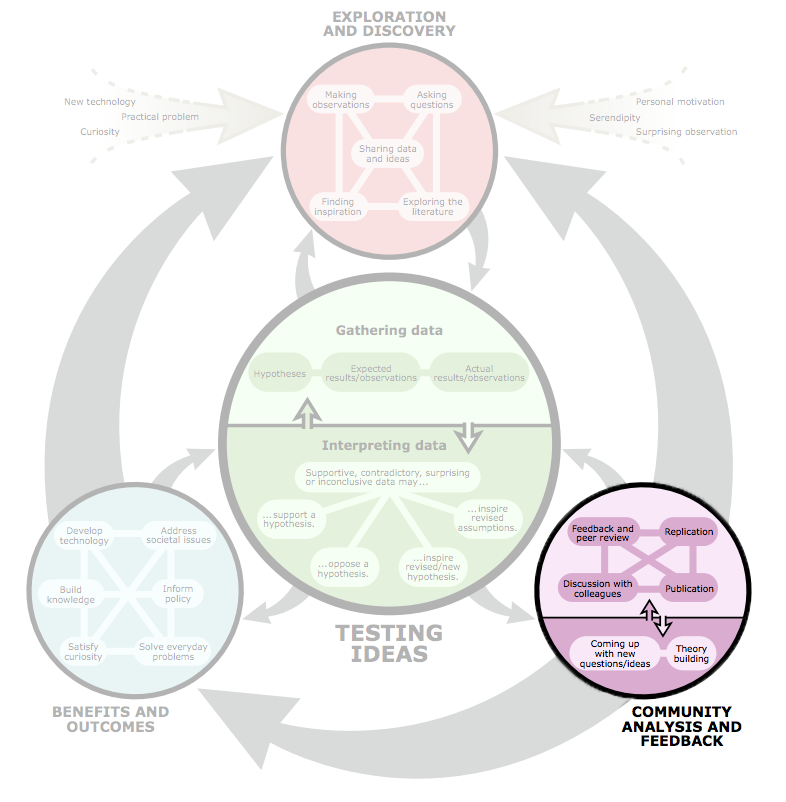 EXPLORATION
AND DISCOVERY
New technology
Practical problem
Curiosity
Personal motivation
Serendipity
Surprising observation
Making
observations
Asking
questions
Sharing data
and ideas
Finding
inspiration
Exploring the
literature
Gathering data
Hypotheses
Expected
results/observations
Actual
results/observations
Interpreting data
Supportive, contradictory, surprising
or inconclusive data may...
...support a
hypothesis.
...inspire
revised
assumptions.
...oppose a
hypothesis.
...inspire
revised/new
hypothesis.
TESTING
IDEAS
Develop
technology
Address
societal issues
Build
knowledge
Inform
policy
Satisfy
curiosity
Solve everyday
problems
BENEFITS AND
OUTCOMES
Feedback and
peer review
Replication
Discussion with
colleagues
Publication
Coming up
with new
questions/ideas
Theory
building
COMMUNITY
ANALYSIS AND
FEEDBACK